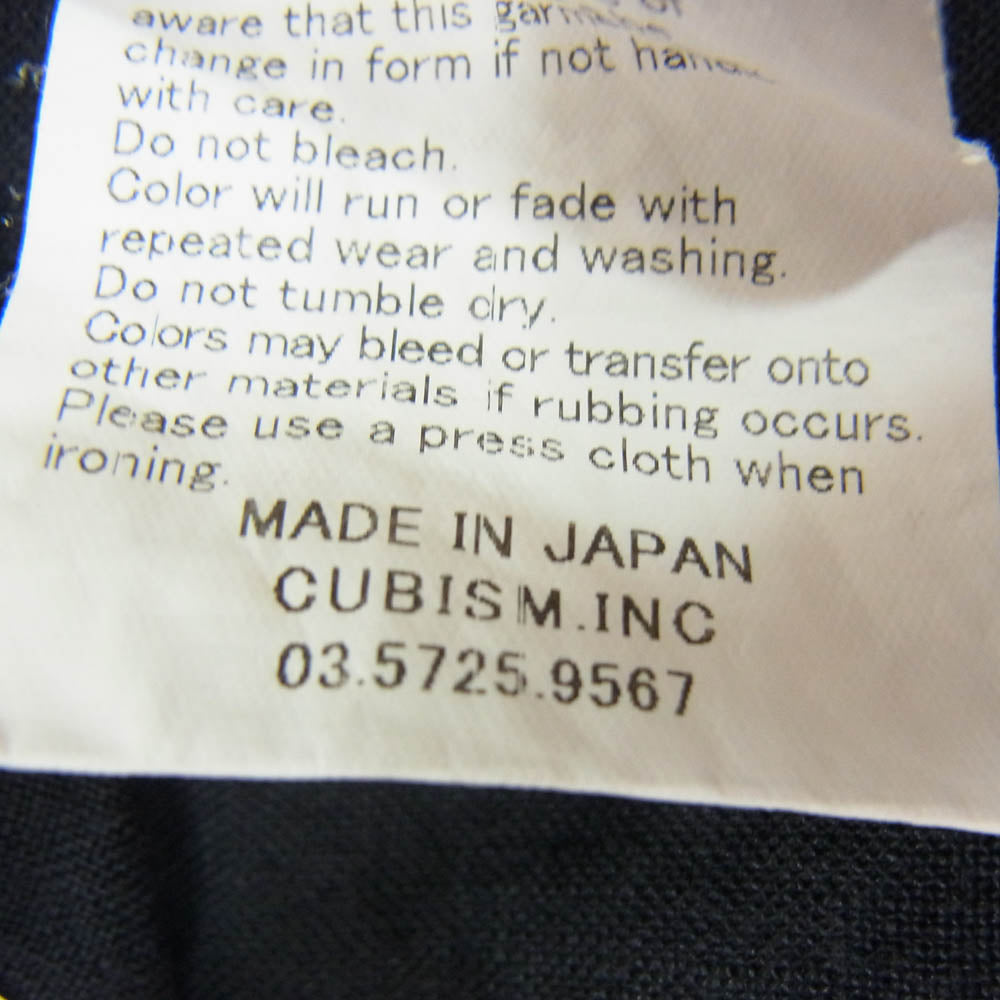 aware that this
change in form if not
with care.
Do not bleach.
Color will run or fade with
repeated wear and washing.
Do not tumble dry.
Colors may bleed or transfer onto
other materials if rubbing occurs.
Please use a press cloth when
ironing.
MADE IN JAPAN
CUBISM.INC
03.5725.9567